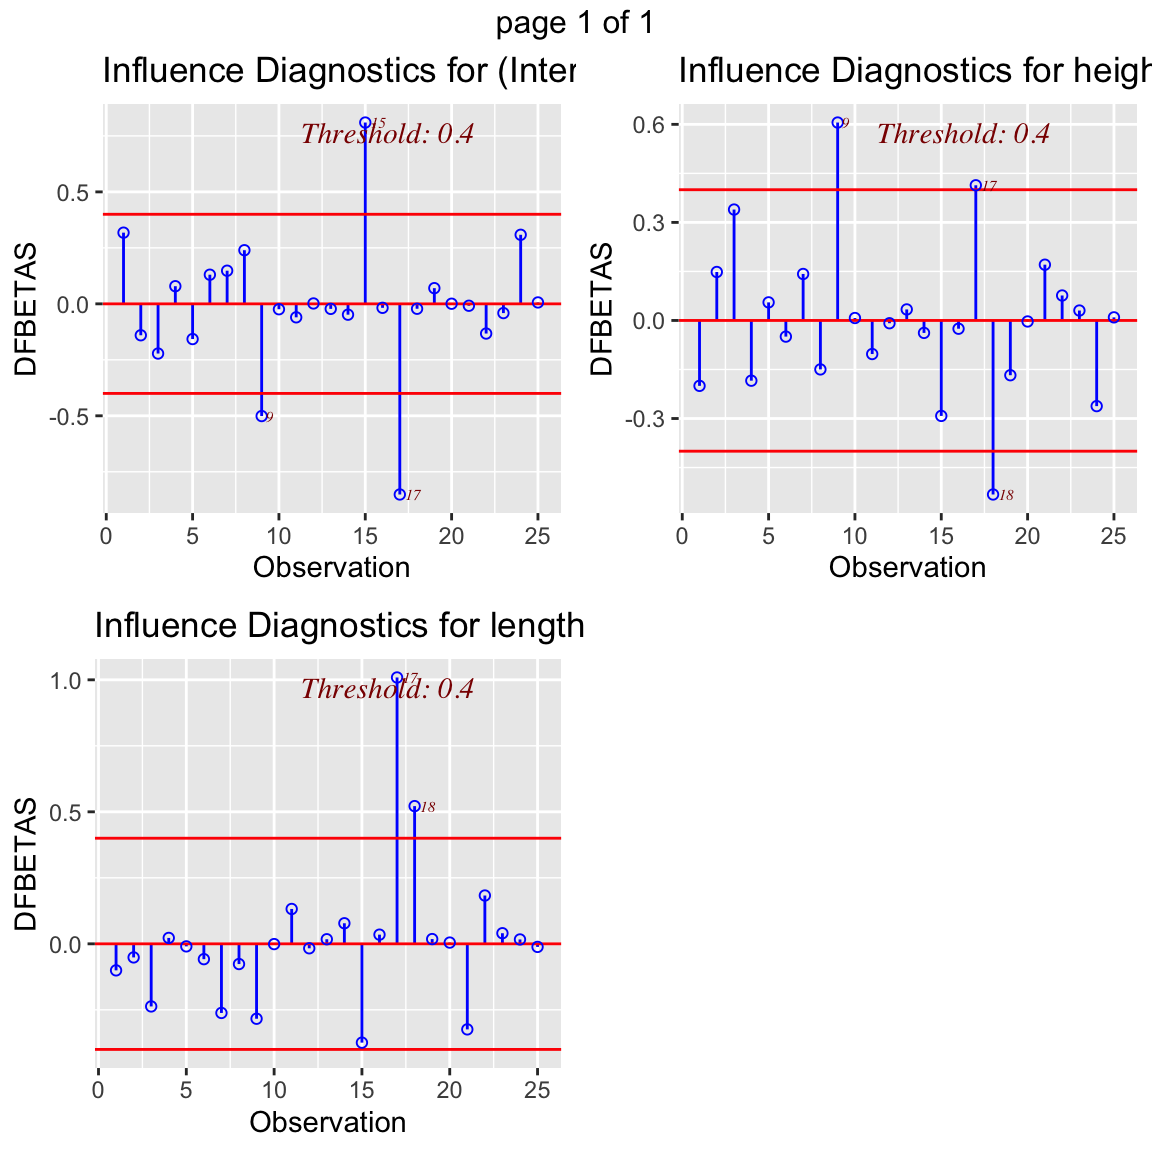 page 1 of 1
Influence Diagnostics for (Inter
Threshold: 0.4
15
9
17
0.5
0.0
-0.5
DFBETAS
0 5 10 15 20 25
Observation
Influence Diagnostics for heigh
Threshold: 0.4
9
17
18
0.6
0.3
0.0
-0.3
DFBETAS
0 5 10 15 20 25
Observation
Influence Diagnostics for length
Threshold: 0.4
17
18
1.0
0.5
0.0
DFBETAS
0 5 10 15 20 25
Observation